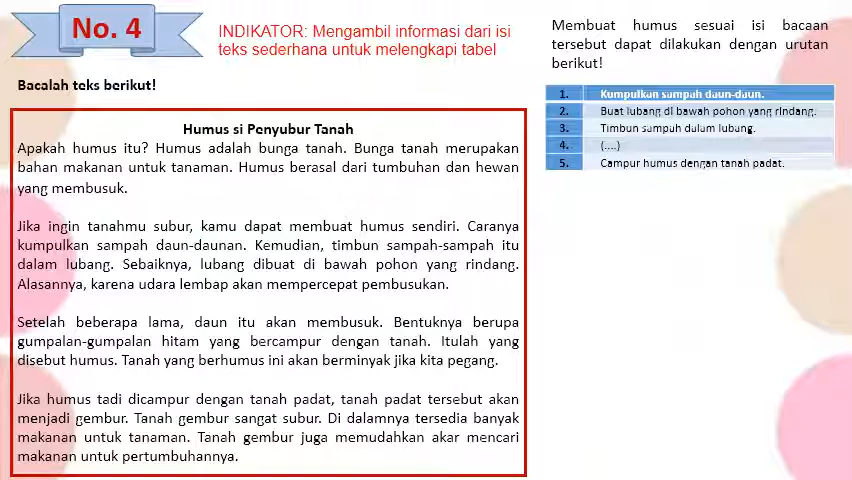 No. 4
INDIKATOR: Mengambil informasi dari isi
teks sederhana untuk melengkapi tabel
Bacalah teks berikut!
Humus si Penyubur Tanah
Apakah humus itu? Humus adalah bunga tanah. Bunga tanah merupakan
bahan makanan untuk tanaman. Humus berasal dari tumbuhan dan hewan
yang membusuk.
Jika ingin tanahmu subur, kamu dapat membuat humus sendiri. Caranya
kumpulkan sampah daun-daunan. Kemudian, timbun sampah-sampah itu
dalam lubang. Sebaiknya, lubang dibuat di bawah pohon yang rindang.
Alasannya, karena udara lembap akan mempercepat pembusukan.
Setelah beberapa lama, daun itu akan membusuk. Bentuknya berupa
gumpalan-gumpalan hitam yang bercampur dengan tanah. Itulah yang
disebut humus. Tanah yang berhumus ini akan berminyak jika kita pegang.
Jika humus tadi dicampur dengan tanah padat, tanah padat tersebut akan
menjadi gembur. Tanah gembur sangat subur. Di dalamnya tersedia banyak
makanan untuk tanaman. Tanah gembur juga memudahkan akar mencari
makanan untuk pertumbuhannya.
Membuat humus sesuai isi bacaan
tersebut dapat dilakukan dengan urutan
berikut!
1. Kumpulkan sampah daun-daun.
2. Buat lubang di bawah pohon yang rindang.
3. Timbun sampah dalam lubang.
4. (....)
5. Campur humus dengan tanah padat.